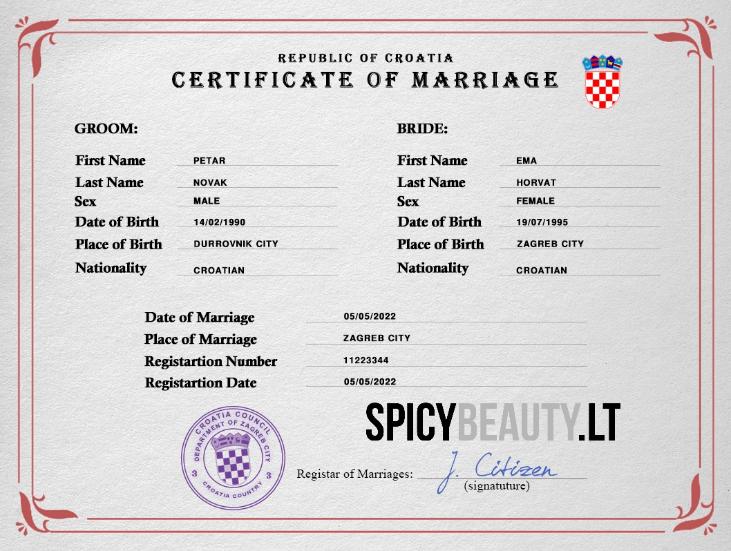 REPUBLIC OF CROATIA
CERTIFICATE OF MARRIAGE
GROOM:
First Name PETAR
Last Name NOVAK
Sex MALE
Date of Birth 14/02/1990
Place of Birth DURROVNIK CITY
Nationality CROATIAN
BRIDE:
First Name EMA
Last Name HORVAT
Sex FEMALE
Date of Birth 19/07/1995
Place of Birth ZAGREB CITY
Nationality CROATIAN
Date of Marriage 05/05/2022
Place of Marriage ZAGREB CITY
Registartion Number 11223344
Registartion Date 05/05/2022
SPICYBEAUTY.LT
CROATIA COUNCIL
DEPARTMENT OF ZAGREB CITY
3 3
CROATIA COUNTRY
Registar of Marriages: J. Citizen
(signatuture)